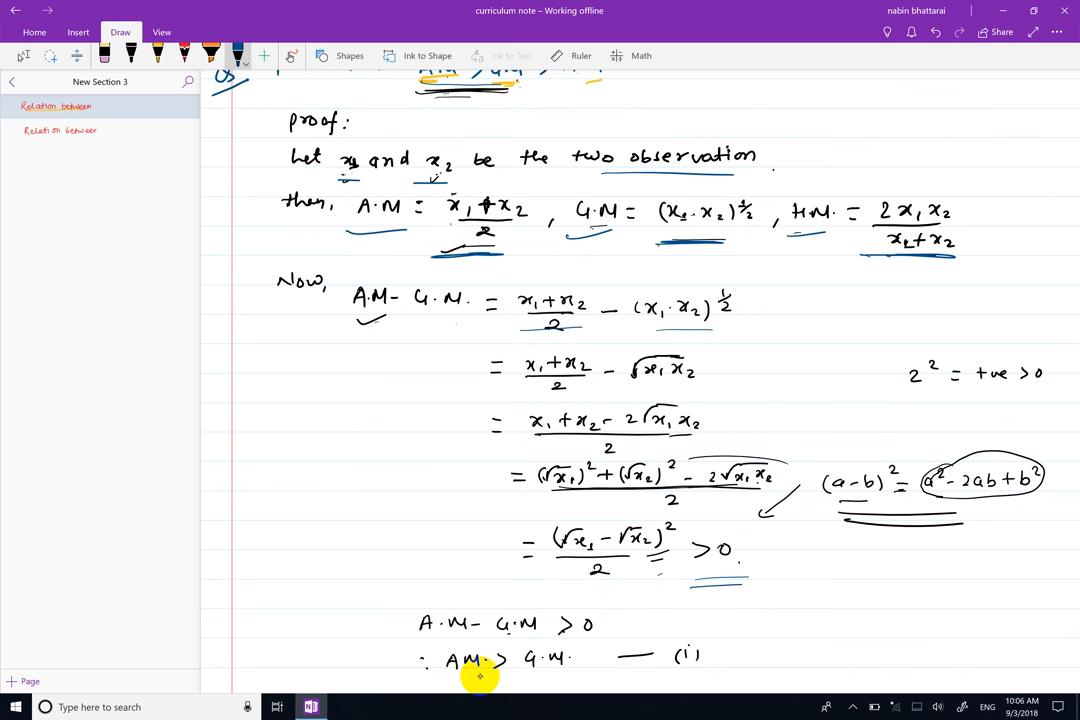 curriculum note – Working offline
nabin bhattarai
Home Insert Draw View
Share
Shapes Ink to Shape Ink to Text Ruler Math
New Section 3
Relation between
Relation between
Proof:
Let x₁ and x₂ be the two observation.
then, A.M = x₁+x₂/2, G.M = (x₁.x₂)^½, H.M. = 2x₁x₂/x₁+x₂
Now, A.M - G.M. = x₁+x₂/2 - (x₁.x₂)^½
= x₁+x₂/2 - √x₁x₂
2² = +ve >0
= x₁+x₂-2√x₁x₂/2
= (√x₁)²+(√x₂)²-2√x₁x₂/2
(a-b)² = a²-2ab+b²
= (√x₁-√x₂)²/2 >0.
A.M - G.M >0
∴ AM. > G.M. — (i)
Page
Type here to search
ENG
10:06 AM
9/3/2018